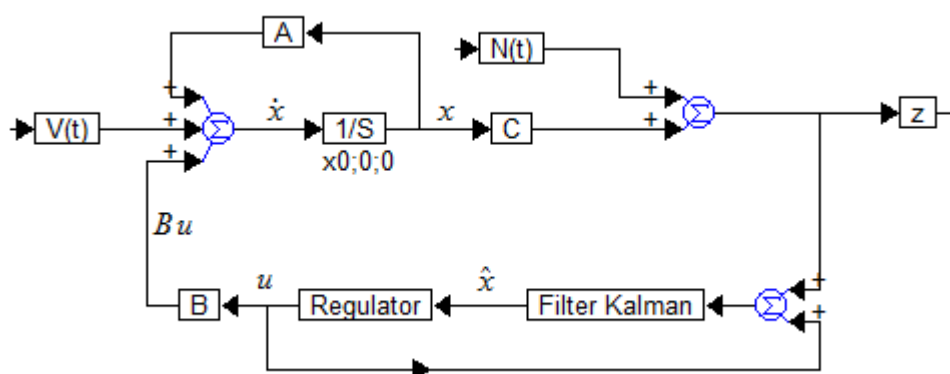 A
N(t)
+
+
V(t)
+
Σ
ẋ
1/S
x
C
+
Σ
z
+
x0;0;0
Bu
u
x̂
+
B
Regulator
Filter Kalman
Σ
+